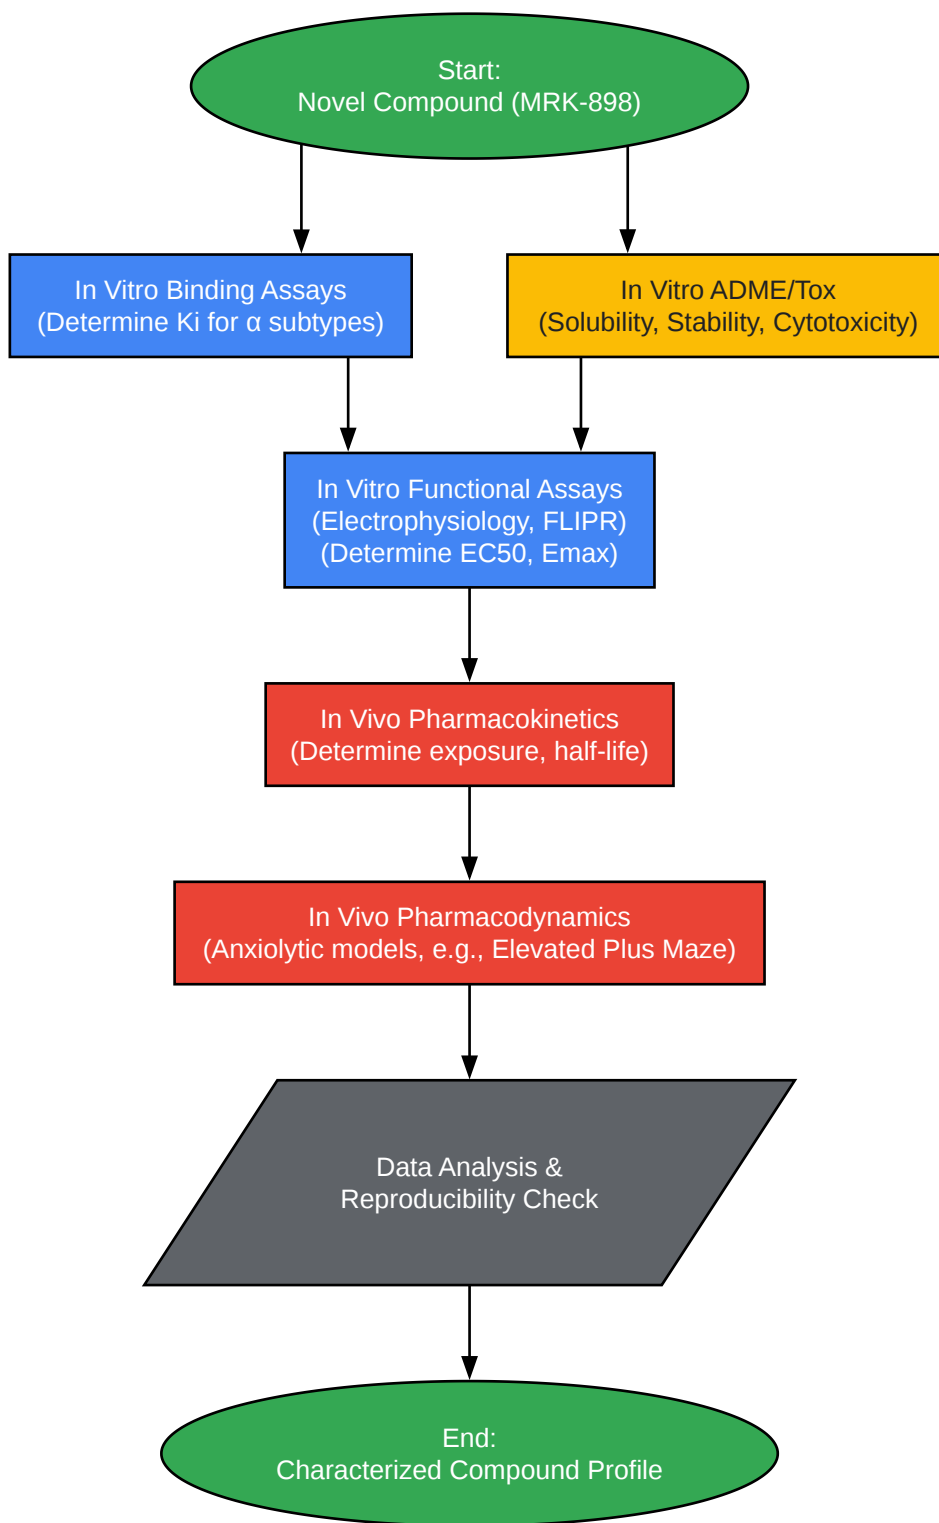 Start:
Novel Compound (MRK-898)
In Vitro Binding Assays
(Determine Ki for α subtypes)
In Vitro ADME/Tox
(Solubility, Stability, Cytotoxicity)
In Vitro Functional Assays
(Electrophysiology, FLIPR)
(Determine EC50, Emax)
In Vivo Pharmacokinetics
(Determine exposure, half-life)
In Vivo Pharmacodynamics
(Anxiolytic models, e.g., Elevated Plus Maze)
Data Analysis &
Reproducibility Check
End:
Characterized Compound Profile